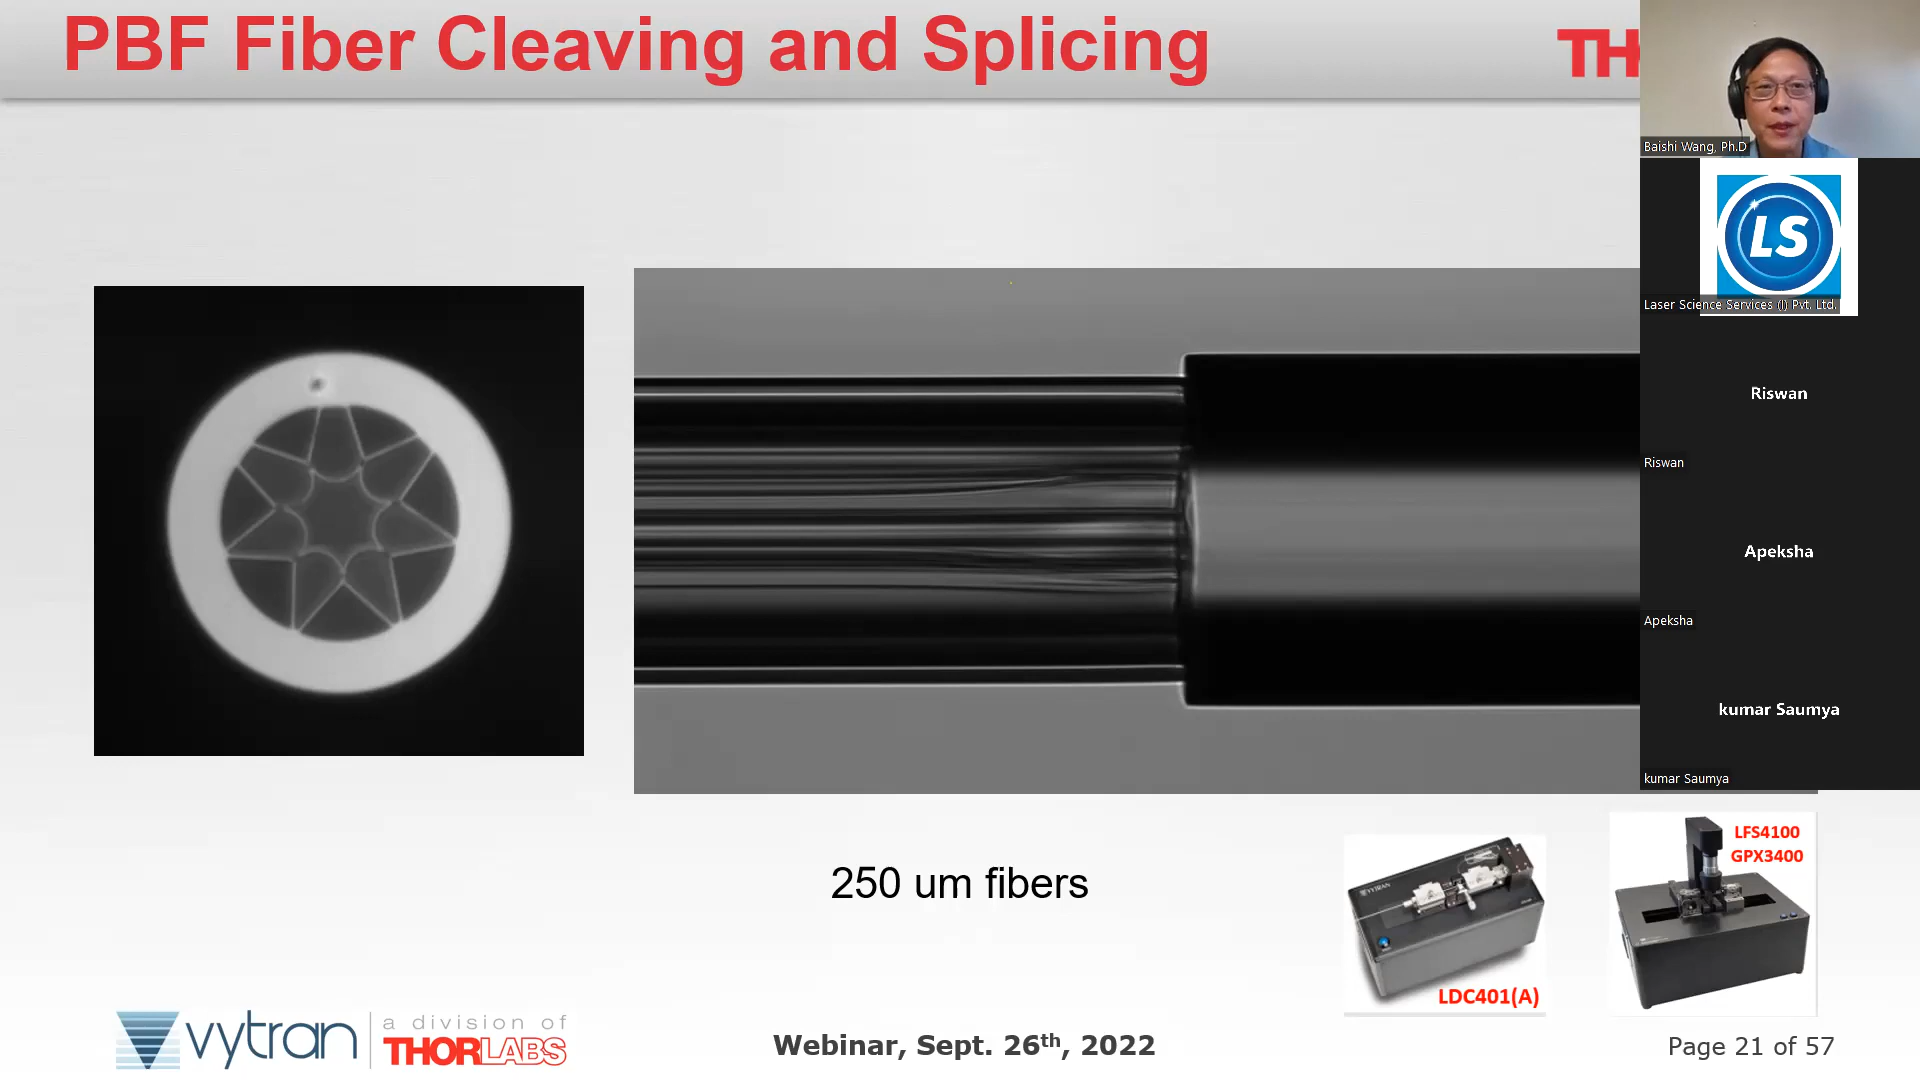 PBF Fiber Cleaving and Splicing
TH
Baishi Wang, Ph.D
LS
Laser Science Services (I) Pvt. Ltd.
Riswan
Riswan
Apeksha
Apeksha
kumar Saumya
kumar Saumya
250 um fibers
VYTRAN
LDC401(A)
LFS4100
GPX3400
vytran
a division of
THORLABS
Webinar, Sept. 26th, 2022
Page 21 of 57